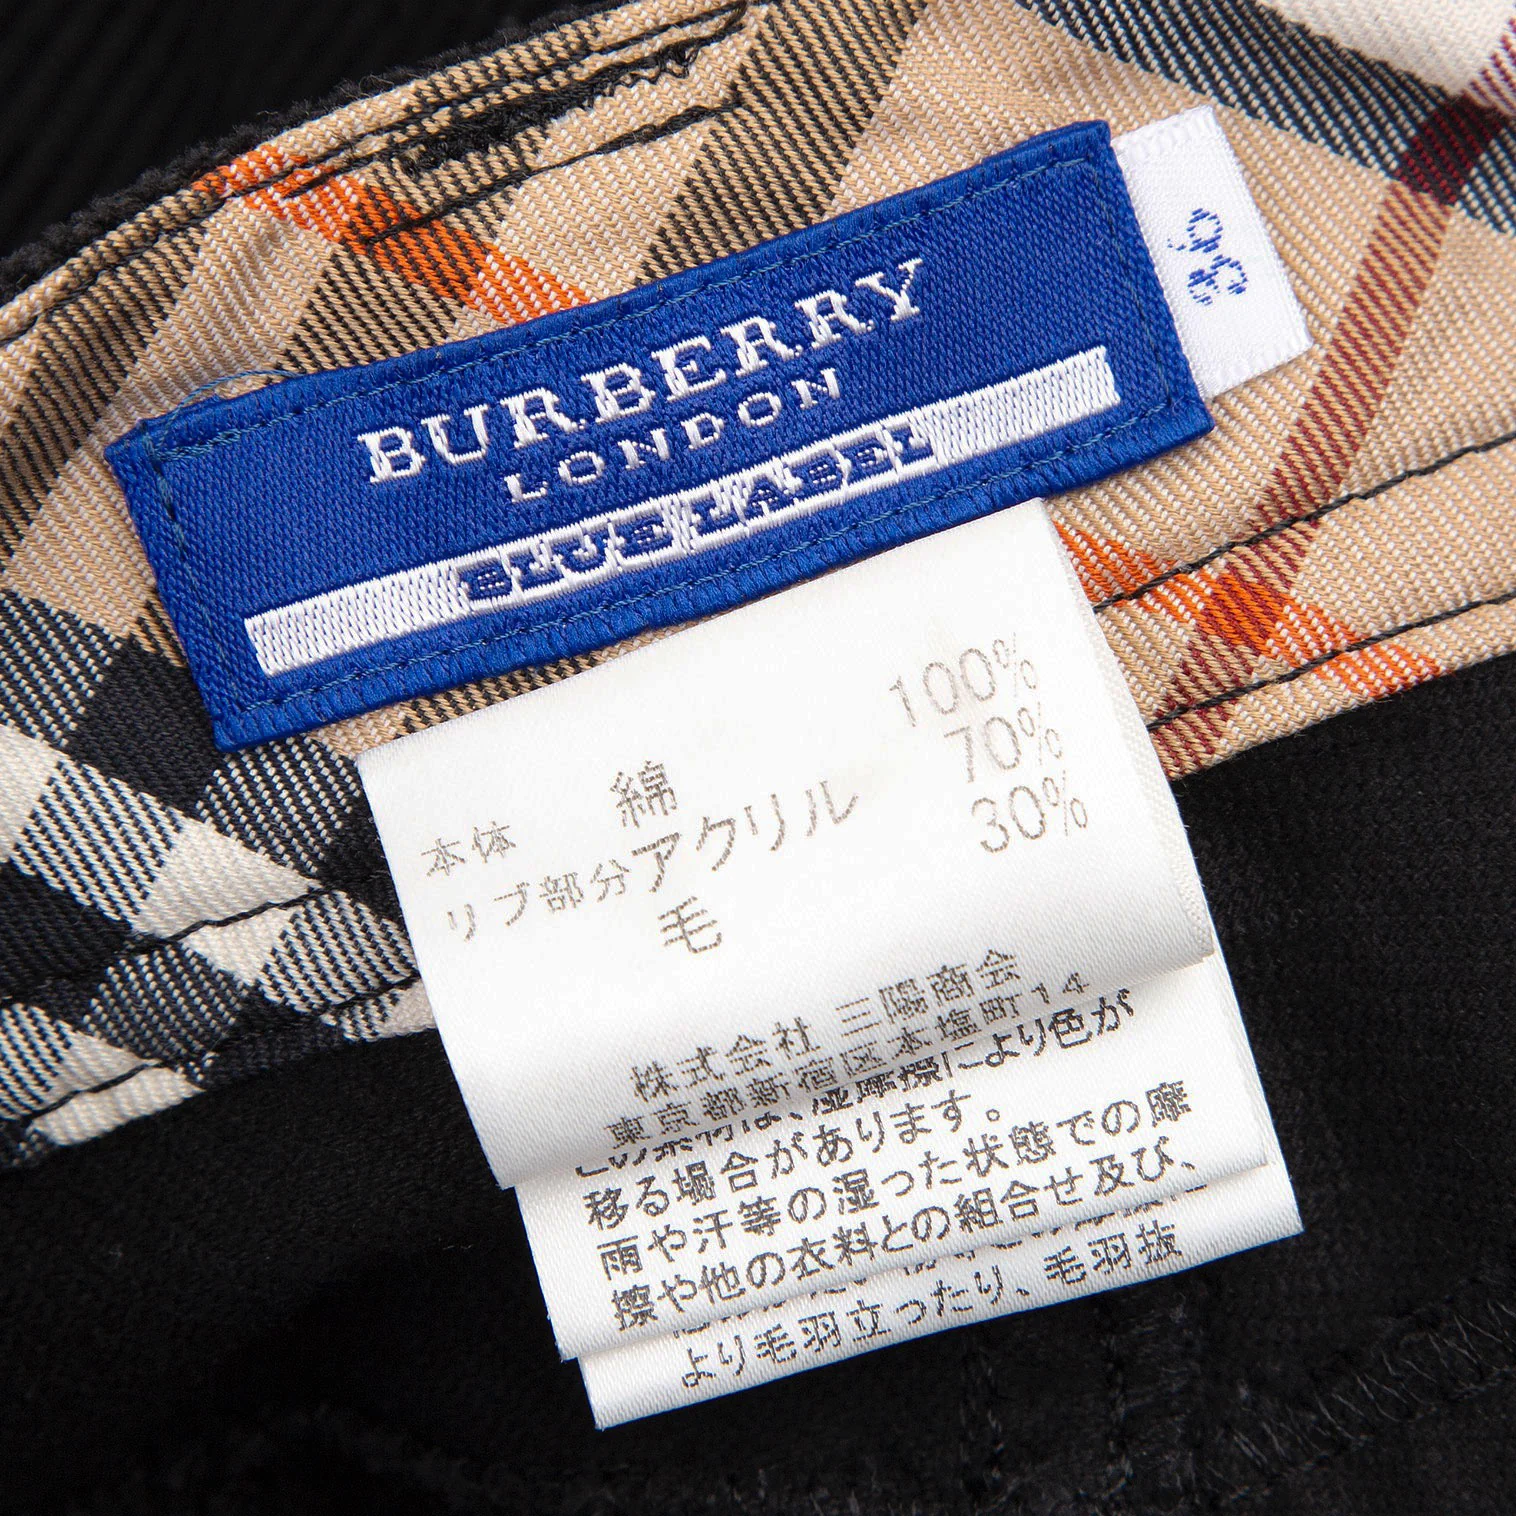 BURBERRY
LONDON
BLUE LABEL
36
本体 綿 100%
リブ部分アクリル 70%
毛 30%
株式会社 三陽商会
東京都新宿区本塩町14
この素材は、湿摩擦により色が
移る場合があります。
雨や汗等の湿った状態での摩
擦や他の衣料との組合せ及び、
より毛羽立ったり、毛羽抜